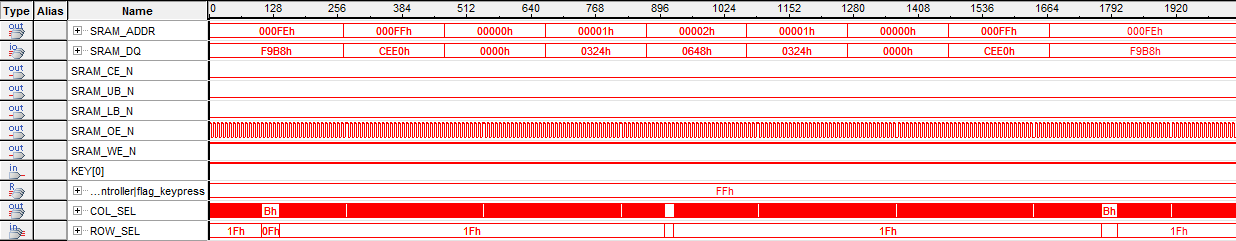 Type Alias Name 0 128 256 384 512 640 768 896 1024 1152 1280 1408 1536 1664 1792 1920
out SRAM_ADDR 000FEh 000FFh 00000h 00001h 00002h 00001h 00000h 000FFh 000FEh
io SRAM_DQ F9B8h CEE0h 0000h 0324h 0648h 0324h 0000h CEE0h F9B8h
out SRAM_CE_N
out SRAM_UB_N
out SRAM_LB_N
out SRAM_OE_N
out SRAM_WE_N
in KEY[0]
R ...ntroller|flag_keypress FFh
out COL_SEL Bh Bh
in ROW_SEL 1Fh 0Fh 1Fh 1Fh 1Fh